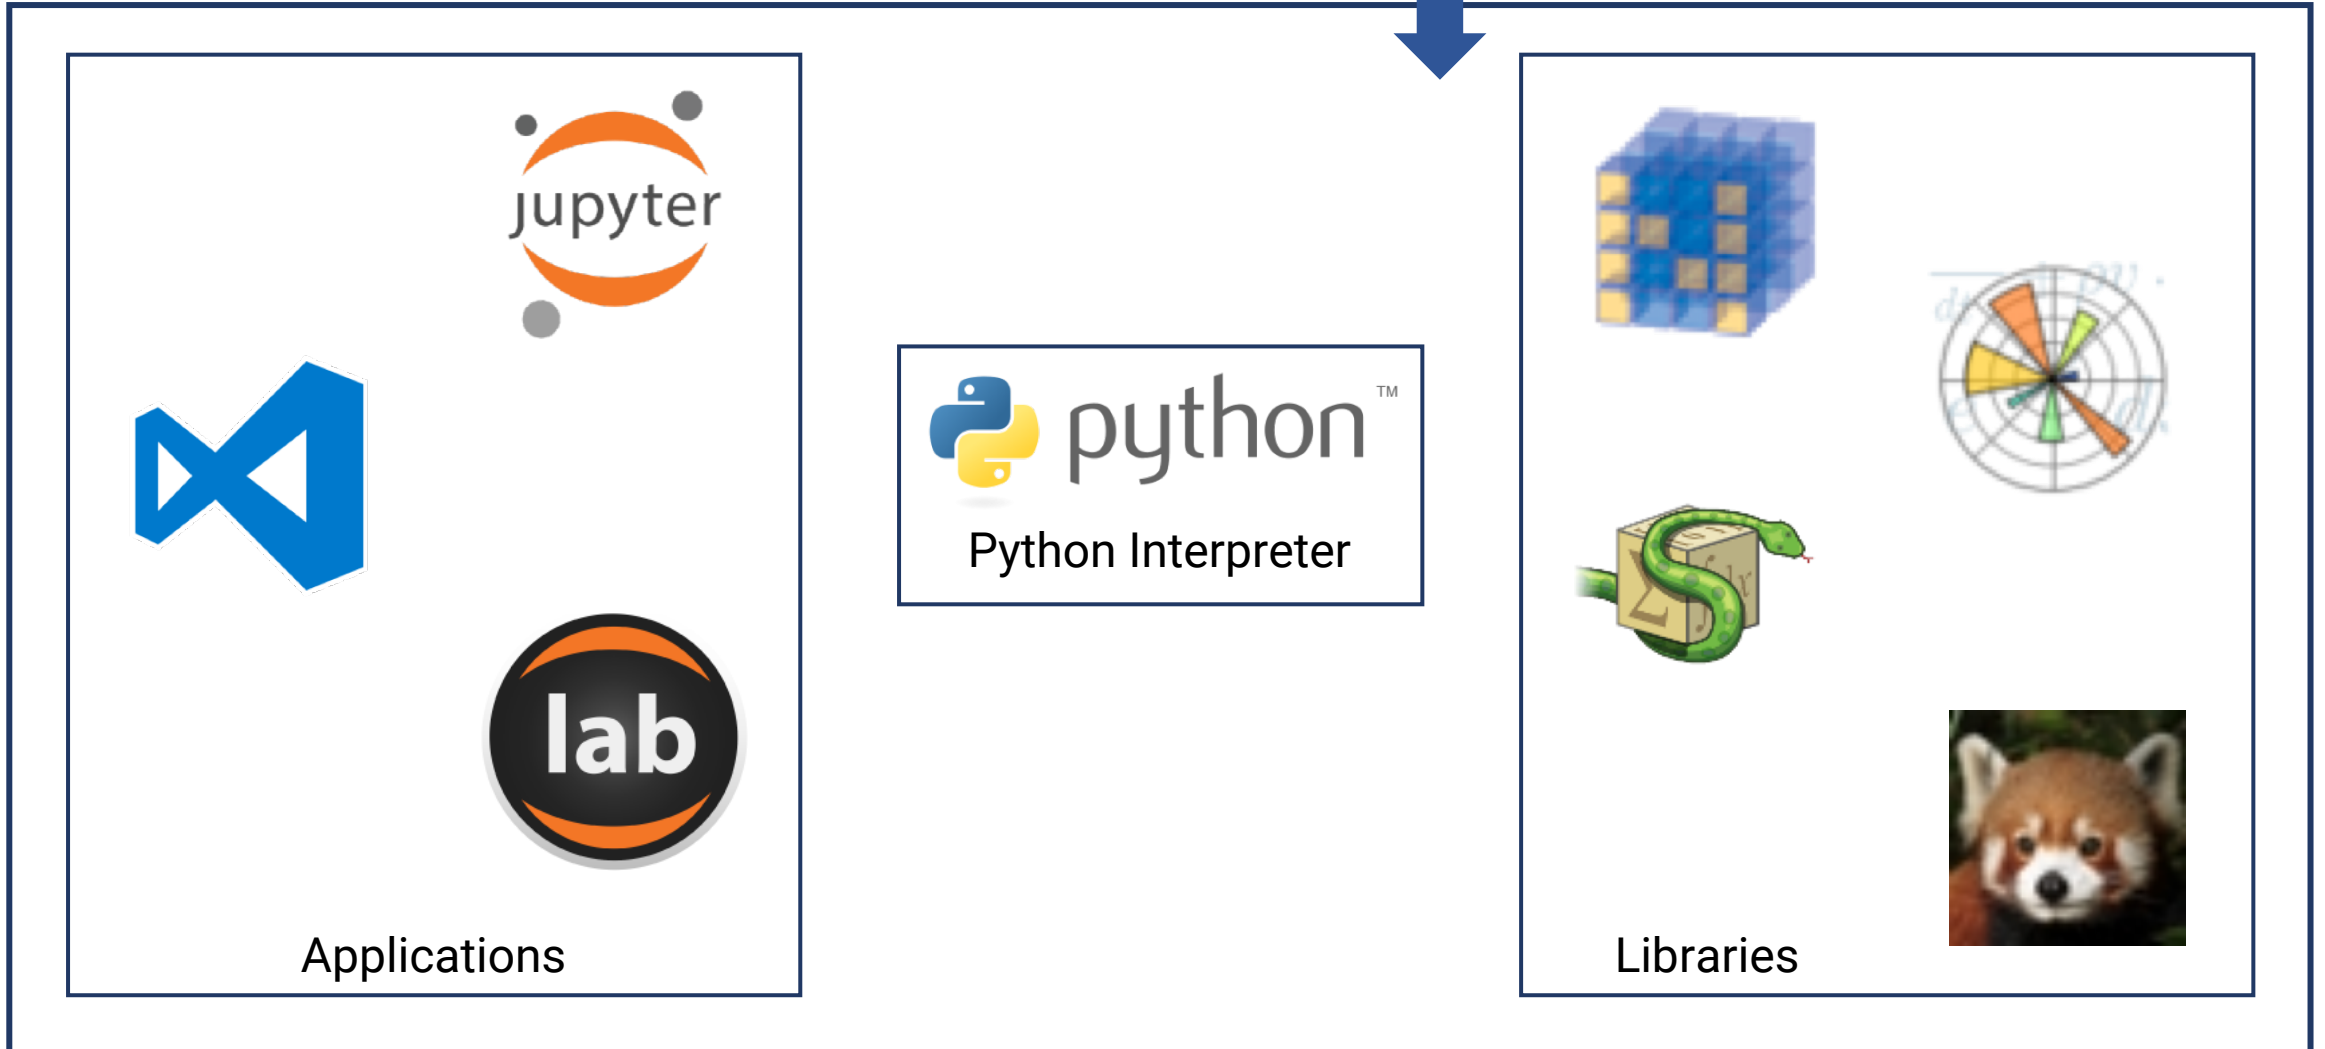 jupyter
lab
Applications
python™
Python Interpreter
Libraries